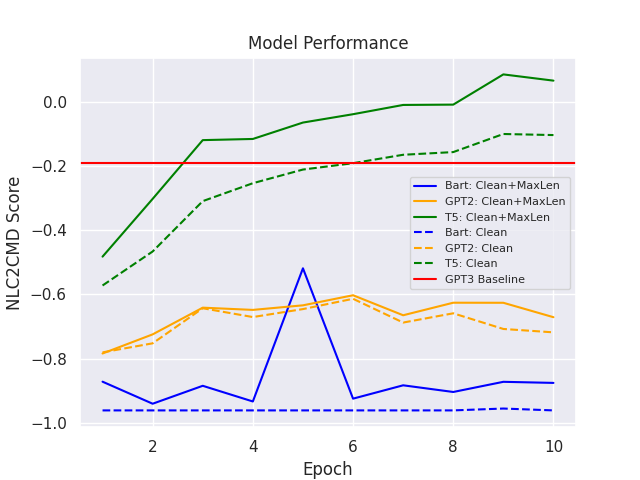 Model Performance
NLC2CMD Score
0.0
−0.2
−0.4
−0.6
−0.8
−1.0
Bart: Clean+MaxLen
GPT2: Clean+MaxLen
T5: Clean+MaxLen
Bart: Clean
GPT2: Clean
T5: Clean
GPT3 Baseline
2 4 6 8 10
Epoch